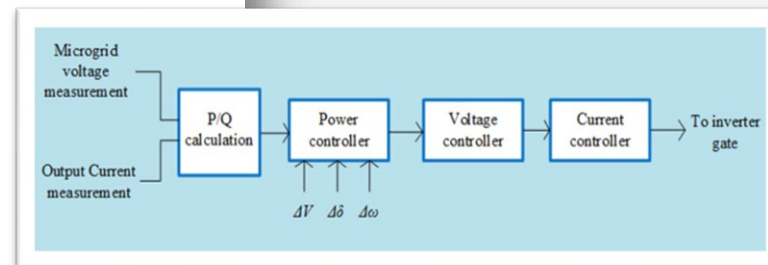 Microgrid
voltage
measurement
Output Current
measurement
P/Q
calculation
Power
controller
ΔV Δδ Δω
Voltage
controller
Current
controller
To inverter
gate